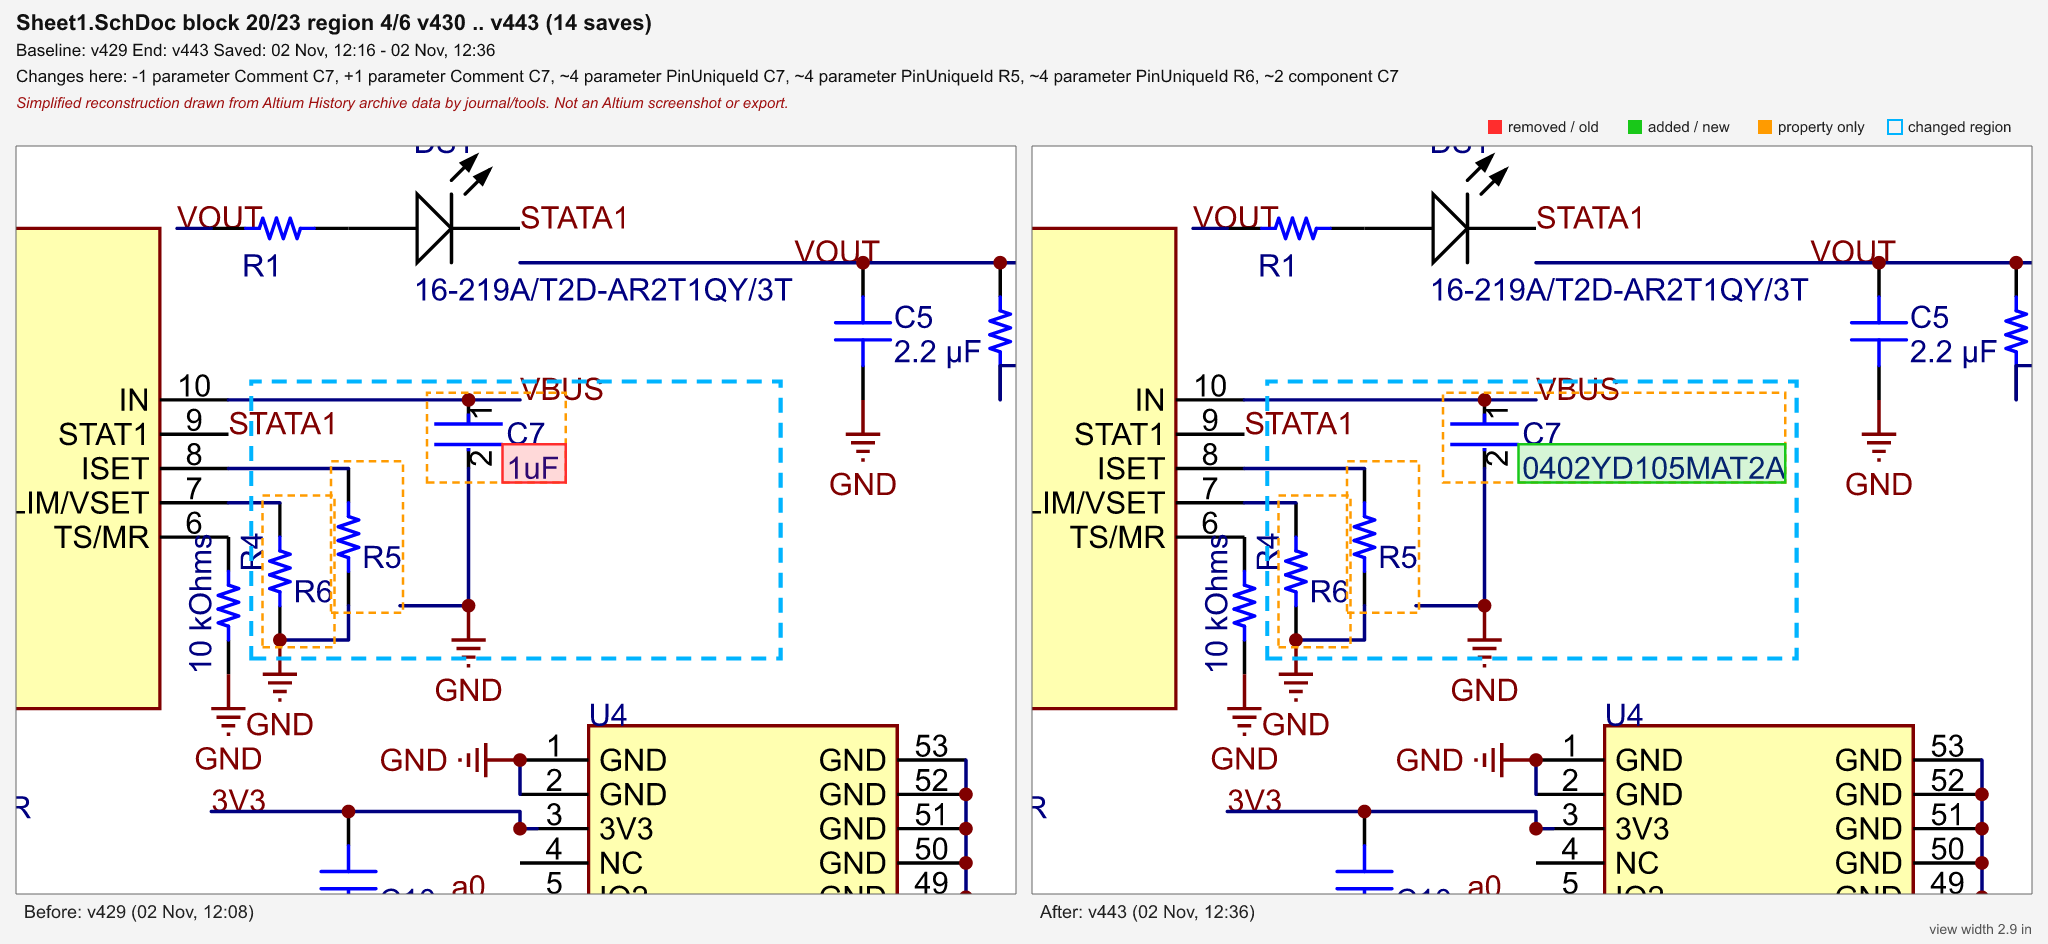 Sheet1.SchDoc block 20/23 region 4/6 v430 .. v443 (14 saves)
Baseline: v429 End: v443 Saved: 02 Nov, 12:16 - 02 Nov, 12:36
Changes here: -1 parameter Comment C7, +1 parameter Comment C7, ~4 parameter PinUniqueId C7, ~4 parameter PinUniqueId R5, ~4 parameter PinUniqueId R6, ~2 component C7
Simplified reconstruction drawn from Altium History archive data by journal/tools. Not an Altium screenshot or export.
removed / old
added / new
property only
changed region
VOUT
STATA1
R1
VOUT
16-219A/T2D-AR2T1QY/3T
C5
2.2 µF
GND
IN 10
VBUS
STAT1 9
STATA1
1
C7
ISET 8
2
1uF
LIM/VSET 7
TS/MR 6
R4
10 kOhms
R6
R5
GND
GND
GND
U4
GND
1 GND
GND 53
2 GND
GND 52
3V3
3 3V3
GND 51
4 NC
GND 50
5
49
a0
R
VOUT
STATA1
R1
VOUT
16-219A/T2D-AR2T1QY/3T
C5
2.2 µF
GND
IN 10
VBUS
STAT1 9
STATA1
1
C7
ISET 8
2
0402YD105MAT2A
LIM/VSET 7
TS/MR 6
R4
10 kOhms
R6
R5
GND
GND
GND
U4
GND
1 GND
GND 53
2 GND
GND 52
3V3
3 3V3
GND 51
4 NC
GND 50
5
49
a0
R
Before: v429 (02 Nov, 12:08)
After: v443 (02 Nov, 12:36)
view width 2.9 in